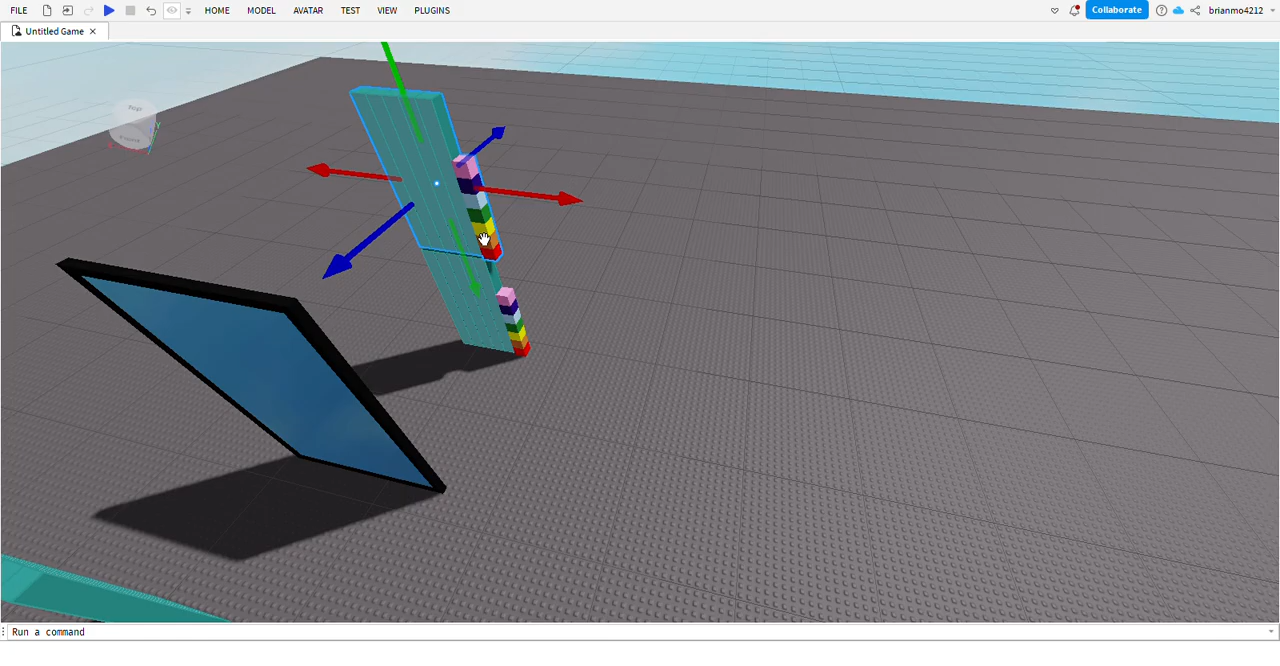 FILE HOME MODEL AVATAR TEST VIEW PLUGINS Collaborate brianmo4212
Untitled Game
Run a command